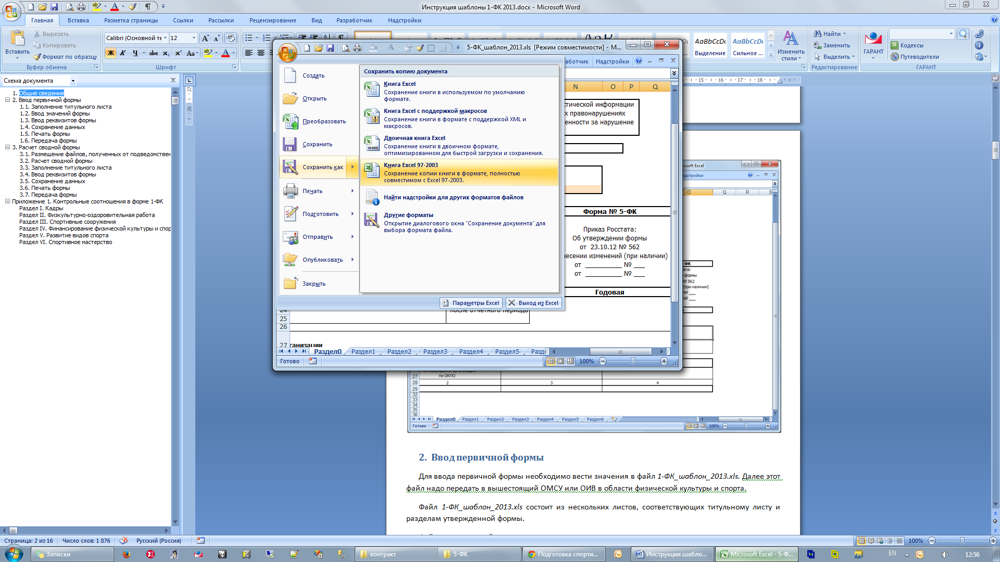 Инструкция шаблоны 1-ФК 2013.docx - Microsoft Word
Главная
Вставка
Разметка страницы
Ссылки
Рассылки
Рецензирование
Вид
Разработчик
Надстройки
Вставить
Вырезать
Копировать
Формат по образцу
Буфер обмена
Calibri (Основной те
12
Шрифт
AaBbCcDc
Выделение
AaBbCcDc
Сильное ...
Изменить стили
Найти
Заменить
Выделить
Редактирование
ГАРАНТ
Кодексы
Путеводители
ГАРАНТ
Схема документа
1. Общие сведения
2. Ввод первичной формы
1.1. Заполнение титульного листа
1.2. Ввод значений формы
1.3. Ввод реквизитов формы
1.4. Сохранение данных
1.5. Печать формы
1.6. Передача формы
3. Расчет сводной формы
3.1. Размещение файлов, полученных от подведомствен
3.2. Расчет сводной формы
3.3. Заполнение титульного листа
3.4. Ввод реквизитов формы
3.5. Сохранение данных
3.6. Печать формы
3.7. Передача формы
Приложение 1. Контрольные соотношения в форме 1-ФК
Раздел I. Кадры
Раздел II. Физкультурно-оздоровительная работа
Раздел III. Спортивные сооружения
Раздел IV. Финансирование физической культуры и спор
Раздел V. Развитие видов спорта
Раздел VI. Спортивное мастерство
5-ФК_шаблон_2013.xls [Режим совместимости] - M...
аботчик
Надстройки
Создать
Открыть
Преобразовать
Сохранить
Сохранить как
Печать
Подготовить
Отправить
Опубликовать
Закрыть
Сохранить копию документа
Книга Excel
Сохранение книги в используемом по умолчанию
формате.
Книга Excel с поддержкой макросов
Сохранение книги в формате с поддержкой XML и
макросов.
Двоичная книга Excel
Сохранение книги в двоичном формате,
оптимизированном для быстрой загрузки и сохранения.
Книга Excel 97-2003
Сохранение копии книги в формате, полностью
совместимом с Excel 97-2003.
Найти надстройки для других форматов файлов
Другие форматы
Открытие диалогового окна "Сохранение документа" для
выбора формата файла.
Параметры Excel
Выход из Excel
N O P Q
тической информации
х правонарушениях
енности за нарушение
Форма № 5-ФК
Приказ Росстата:
Об утверждении формы
от 23.10.12 № 562
несении изменений (при наличии)
от ___________ № ___
от ___________ № ___
Годовая
24
после отчетного периода
25
26
27
ганизации
Раздел0
Раздел1
Раздел2
Раздел3
Раздел4
Раздел5
Разд
Готово
100%
15 16 17 18
rosoft Excel
дстройки
O Q R S
-ФК
ата:
формы
№ 562
(при наличии)
№ ___
№ ___
по ОКПО
27
28 2 3 4
29
32
33
34
35
36
Раздел0
Раздел1
Раздел2
Раздел3
Раздел4
Раздел5
Раздел6
Готово
100%
2. Ввод первичной формы
Для ввода первичной формы необходимо вести значения в файл 1-ФК_шаблон_2013.xls. Далее этот
файл надо передать в вышестоящий ОМСУ или ОИВ в области физической культуры и спорта.
Файл 1-ФК_шаблон_2013.xls состоит из нескольких листов, соответствующих титульному листу и
разделам утвержденной формы.
Страница: 2 из 16
Число слов: 1 876
Русский (Россия)
100%
Записки
контракт
5-ФК
Подготовка спорти...
Инструкция шабло...
Microsoft Excel - 5-Ф...
EN
12:56